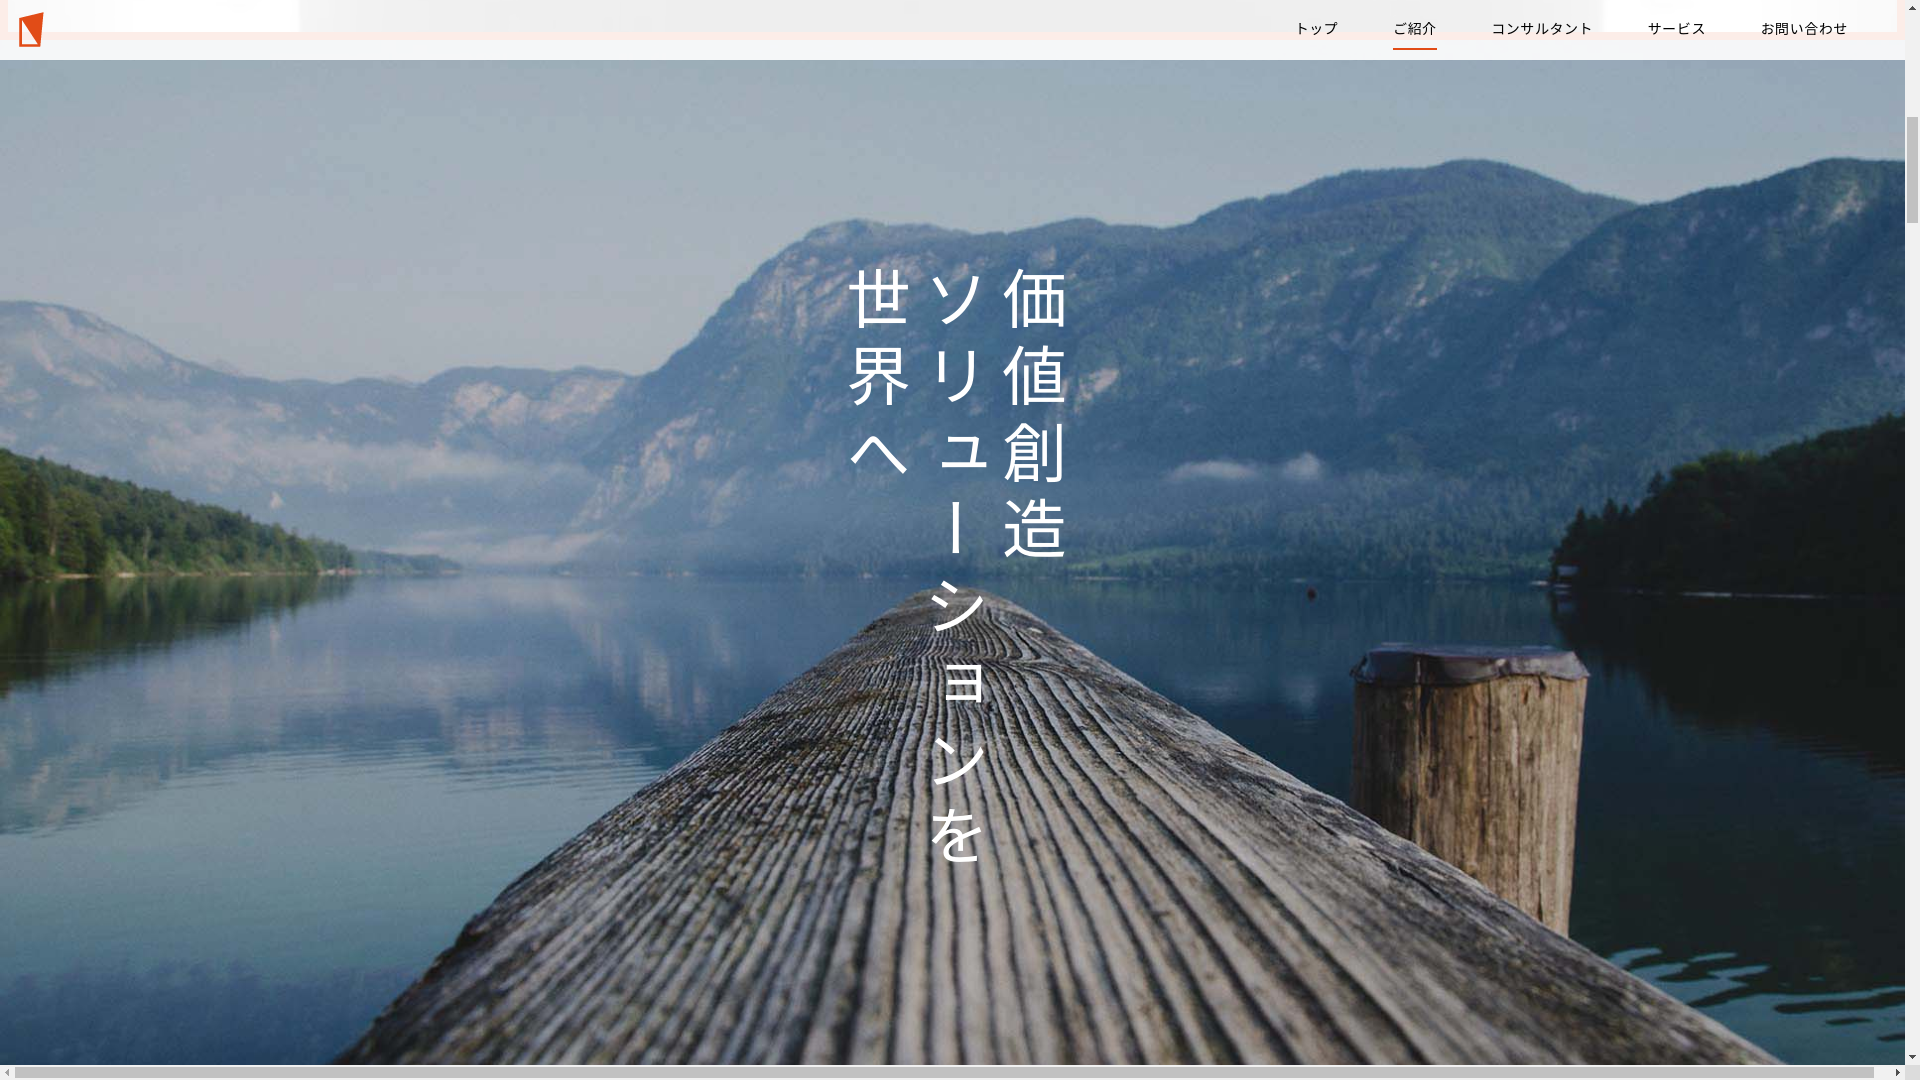 トップ
ご紹介
コンサルタント
サービス
お問い合わせ
価値創造
ソリューションを
世界へ